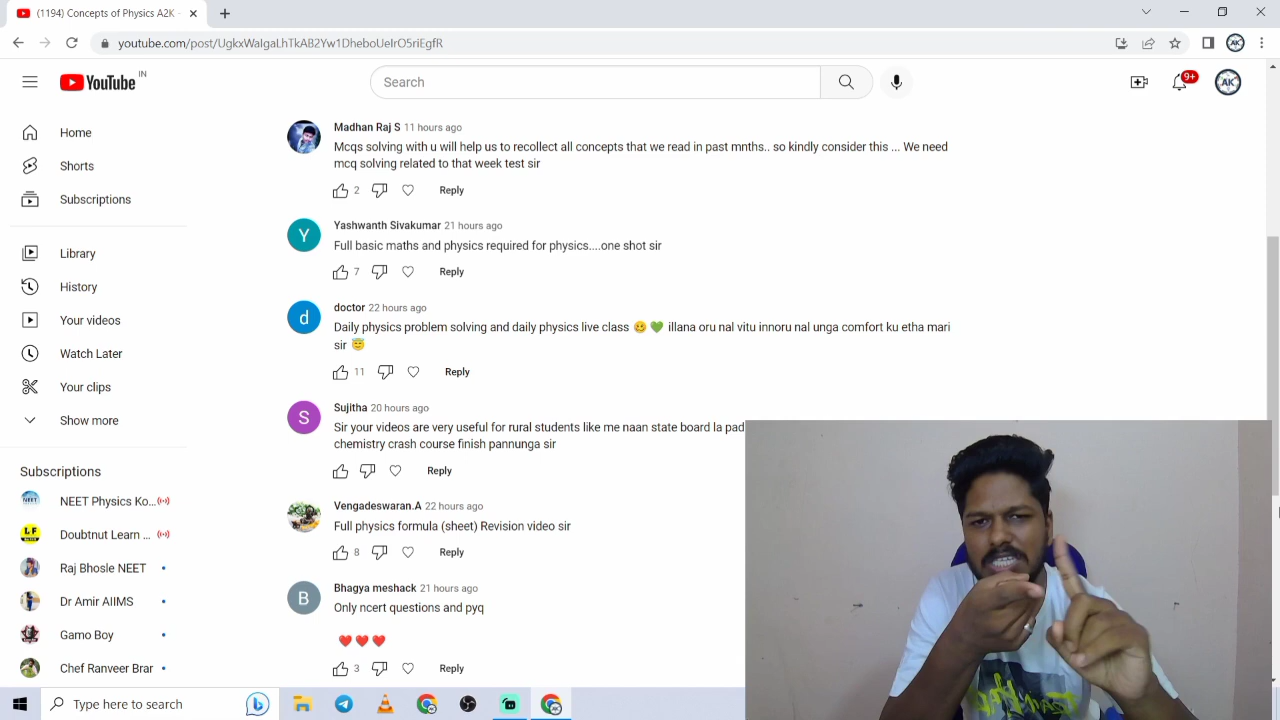 (1194) Concepts of Physics A2K -
youtube.com/post/UgkxWaIgaLhTkAB2Yw1DheboUeIrO5riEgfR
AK
YouTube IN
Search
9+
AK
Home
Shorts
Subscriptions
Library
History
Your videos
Watch Later
Your clips
Show more
Subscriptions
NEET Physics Ko...
Doubtnut Learn ...
Raj Bhosle NEET
Dr Amir AIIMS
Gamo Boy
Chef Ranveer Brar
Madhan Raj S 11 hours ago
Mcqs solving with u will help us to recollect all concepts that we read in past mnths.. so kindly consider this ... We need
mcq solving related to that week test sir
2 Reply
Y
Yashwanth Sivakumar 21 hours ago
Full basic maths and physics required for physics....one shot sir
7 Reply
d
doctor 22 hours ago
Daily physics problem solving and daily physics live class 🥴 💚 illana oru nal vitu innoru nal unga comfort ku etha mari
sir 😇
11 Reply
S
Sujitha 20 hours ago
Sir your videos are very useful for rural students like me naan state board la pad
chemistry crash course finish pannunga sir
Reply
Vengadeswaran.A 22 hours ago
Full physics formula (sheet) Revision video sir
8 Reply
B
Bhagya meshack 21 hours ago
Only ncert questions and pyq
❤️❤️❤️
3 Reply
Type here to search